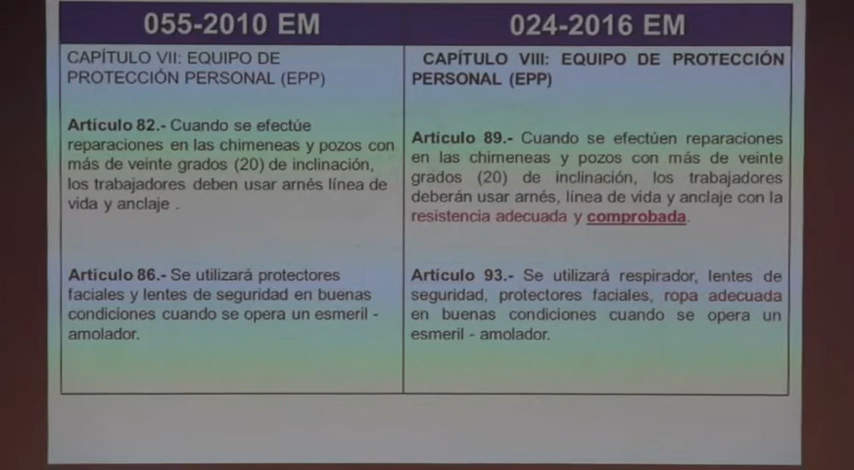 055-2010 EM
CAPÍTULO VII: EQUIPO DE
PROTECCIÓN PERSONAL (EPP)
Artículo 82.- Cuando se efectúe
reparaciones en las chimeneas y pozos con
más de veinte grados (20) de inclinación,
los trabajadores deben usar arnés línea de
vida y anclaje .
Artículo 86.- Se utilizará protectores
faciales y lentes de seguridad en buenas
condiciones cuando se opera un esmeril -
amolador.
024-2016 EM
CAPÍTULO VIII: EQUIPO DE PROTECCIÓN
PERSONAL (EPP)
Artículo 89.- Cuando se efectúen reparaciones
en las chimeneas y pozos con más de veinte
grados (20) de inclinación, los trabajadores
deberán usar arnés, línea de vida y anclaje con la
resistencia adecuada y comprobada.
Artículo 93.- Se utilizará respirador, lentes de
seguridad, protectores faciales, ropa adecuada
en buenas condiciones cuando se opera un
esmeril - amolador.